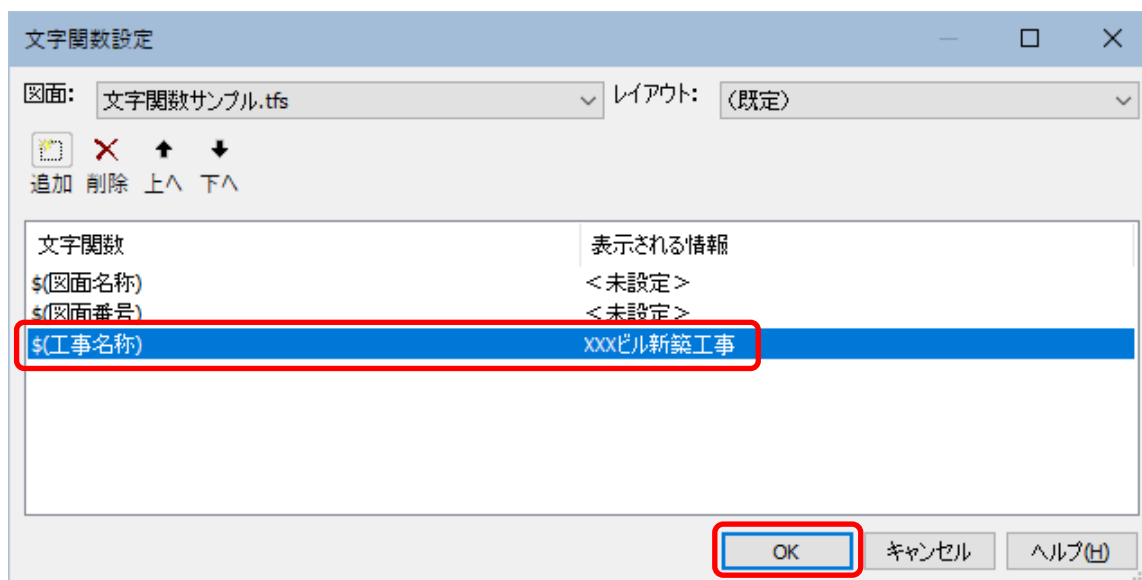 文字関数設定
図面: 文字関数サンプル.tfs レイアウト: (既定)
追加 削除 上へ 下へ
文字関数 表示される情報
$(図面名称) <未設定>
$(図面番号) <未設定>
$(工事名称) XXXビル新築工事
OK キャンセル ヘルプ(H)